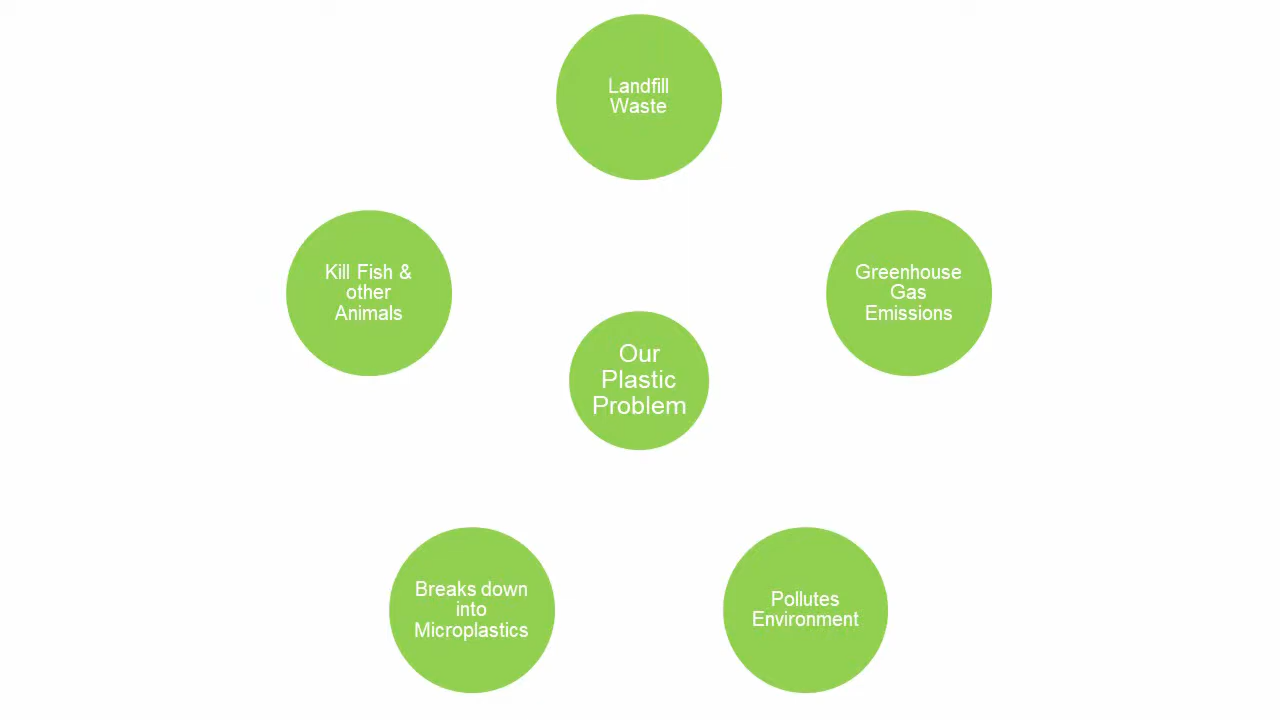 Landfill
Waste
Kill Fish &
other
Animals
Greenhouse
Gas
Emissions
Our
Plastic
Problem
Breaks down
into
Microplastics
Pollutes
Environment